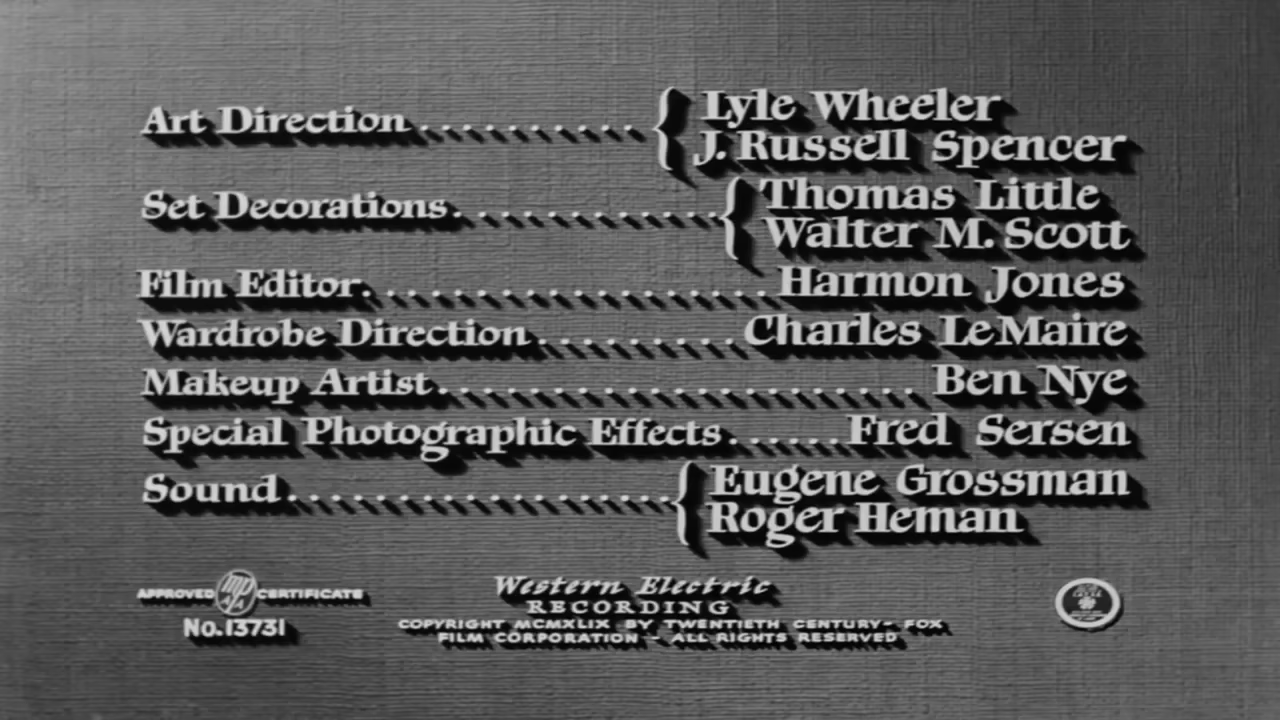 Art Direction.......... { Lyle Wheeler
J. Russell Spencer
Set Decorations............. { Thomas Little
Walter M. Scott
Film Editor.................. Harmon Jones
Wardrobe Direction......... Charles LeMaire
Makeup Artist................. Ben Nye
Special Photographic Effects...... Fred Sersen
Sound.................... { Eugene Grossman
Roger Heman
APPROVED MPAA CERTIFICATE
No. 13731
Western Electric
RECORDING
COPYRIGHT MCMXLIX BY TWENTIETH CENTURY-FOX
FILM CORPORATION - ALL RIGHTS RESERVED